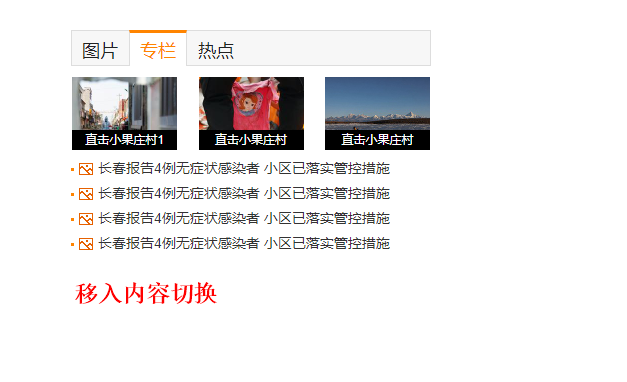 图片 专栏 热点
直击小果庄村1 直击小果庄村 直击小果庄村
长春报告4例无症状感染者 小区已落实管控措施
长春报告4例无症状感染者 小区已落实管控措施
长春报告4例无症状感染者 小区已落实管控措施
长春报告4例无症状感染者 小区已落实管控措施
移入内容切换